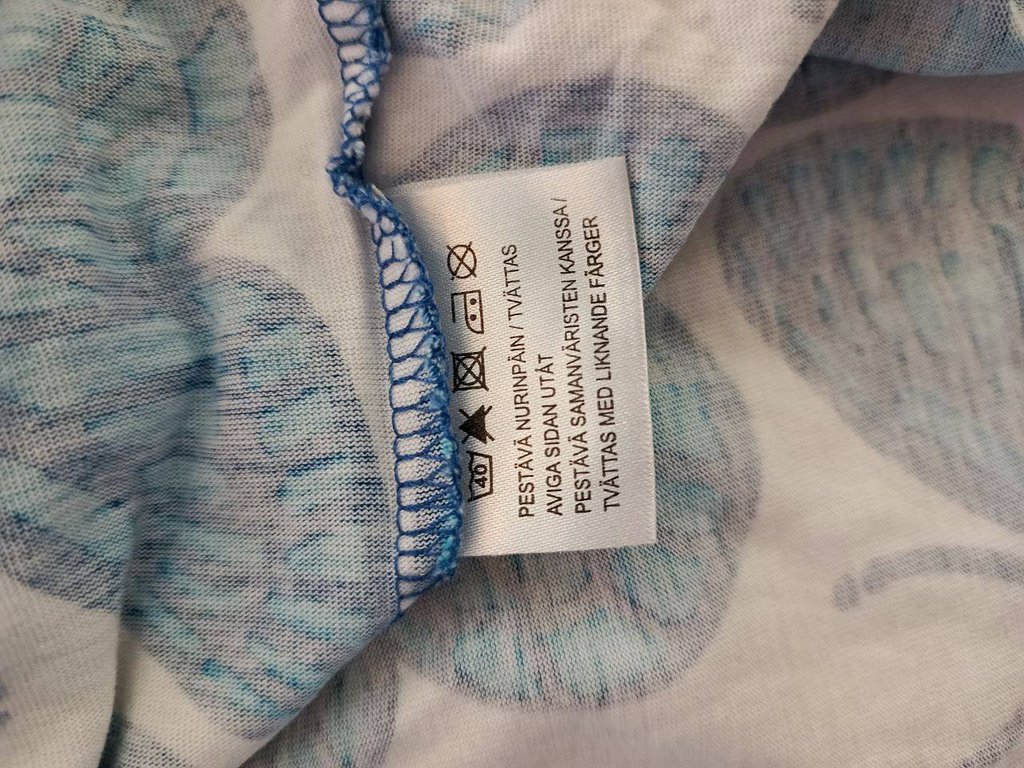 40
PESTÄVÄ NURINPÄIN / TVÄTTAS
AVIGA SIDAN UTÅT
PESTÄVÄ SAMANVÄRISTEN KANSSA /
TVÄTTAS MED LIKNANDE FÄRGER